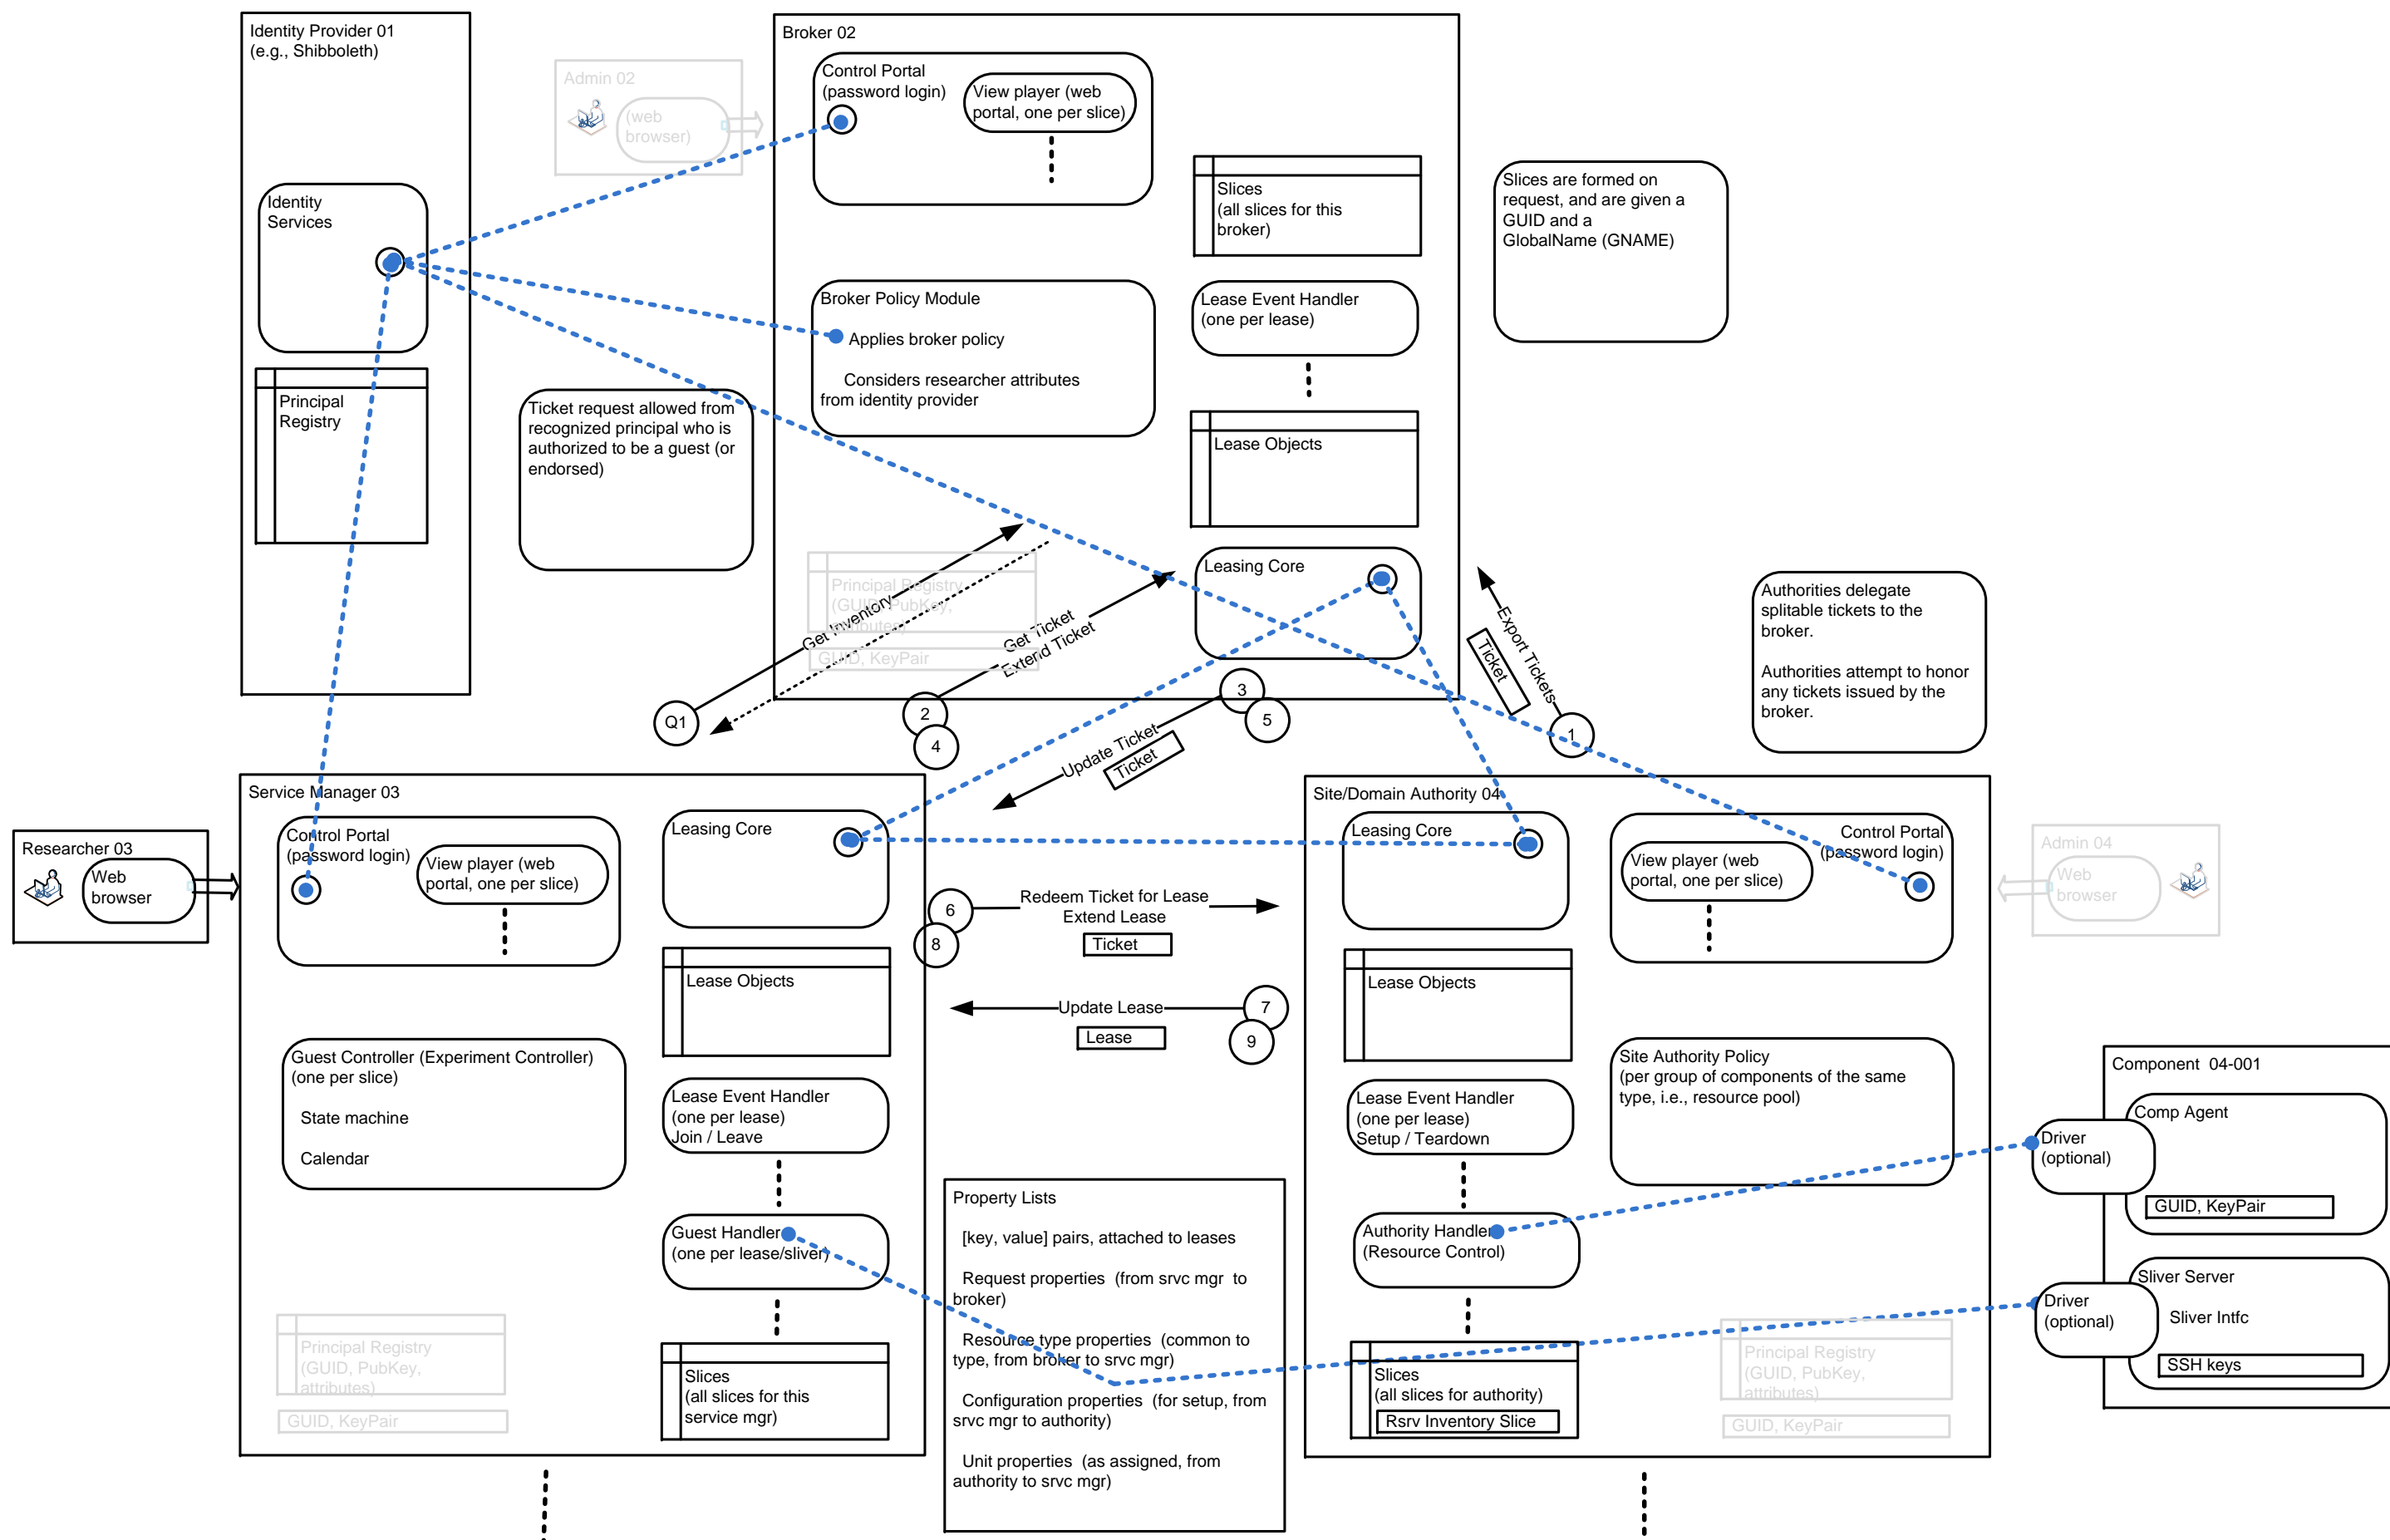 Identity Provider 01
(e.g., Shibboleth)
Identity
Services
Principal
Registry
Admin 02
(web
browser)
Broker 02
Control Portal
(password login)
View player (web
portal, one per slice)
Slices
(all slices for this
broker)
Broker Policy Module
Applies broker policy
Considers researcher attributes
from identity provider
Lease Event Handler
(one per lease)
Lease Objects
Leasing Core
Principal Registry
(GUID, PubKey,
attributes)
GUID, KeyPair
Slices are formed on
request, and are given a
GUID and a
GlobalName (GNAME)
Ticket request allowed from
recognized principal who is
authorized to be a guest (or
endorsed)
Authorities delegate
splitable tickets to the
broker.
Authorities attempt to honor
any tickets issued by the
broker.
Q1
Get Inventory
2
4
Get Ticket
Extend Ticket
3
5
Update Ticket
Ticket
1
Export Tickets
Ticket
Researcher 03
Web
browser
Service Manager 03
Control Portal
(password login)
View player (web
portal, one per slice)
Leasing Core
Lease Objects
Guest Controller (Experiment Controller)
(one per slice)
State machine
Calendar
Lease Event Handler
(one per lease)
Join / Leave
Guest Handler
(one per lease/sliver)
Slices
(all slices for this
service mgr)
Principal Registry
(GUID, PubKey,
attributes)
GUID, KeyPair
6
8
Redeem Ticket for Lease
Extend Lease
Ticket
7
9
Update Lease
Lease
Property Lists
[key, value] pairs, attached to leases
Request properties (from srvc mgr to
broker)
Resource type properties (common to
type, from broker to srvc mgr)
Configuration properties (for setup, from
srvc mgr to authority)
Unit properties (as assigned, from
authority to srvc mgr)
Site/Domain Authority 04
Leasing Core
Control Portal
(password login)
View player (web
portal, one per slice)
Lease Objects
Site Authority Policy
(per group of components of the same
type, i.e., resource pool)
Lease Event Handler
(one per lease)
Setup / Teardown
Authority Handler
(Resource Control)
Slices
(all slices for authority)
Rsrv Inventory Slice
Principal Registry
(GUID, PubKey,
attributes)
GUID, KeyPair
Admin 04
Web
browser
Component 04-001
Comp Agent
Driver
(optional)
GUID, KeyPair
Sliver Server
Driver
(optional)
Sliver Intfc
SSH keys